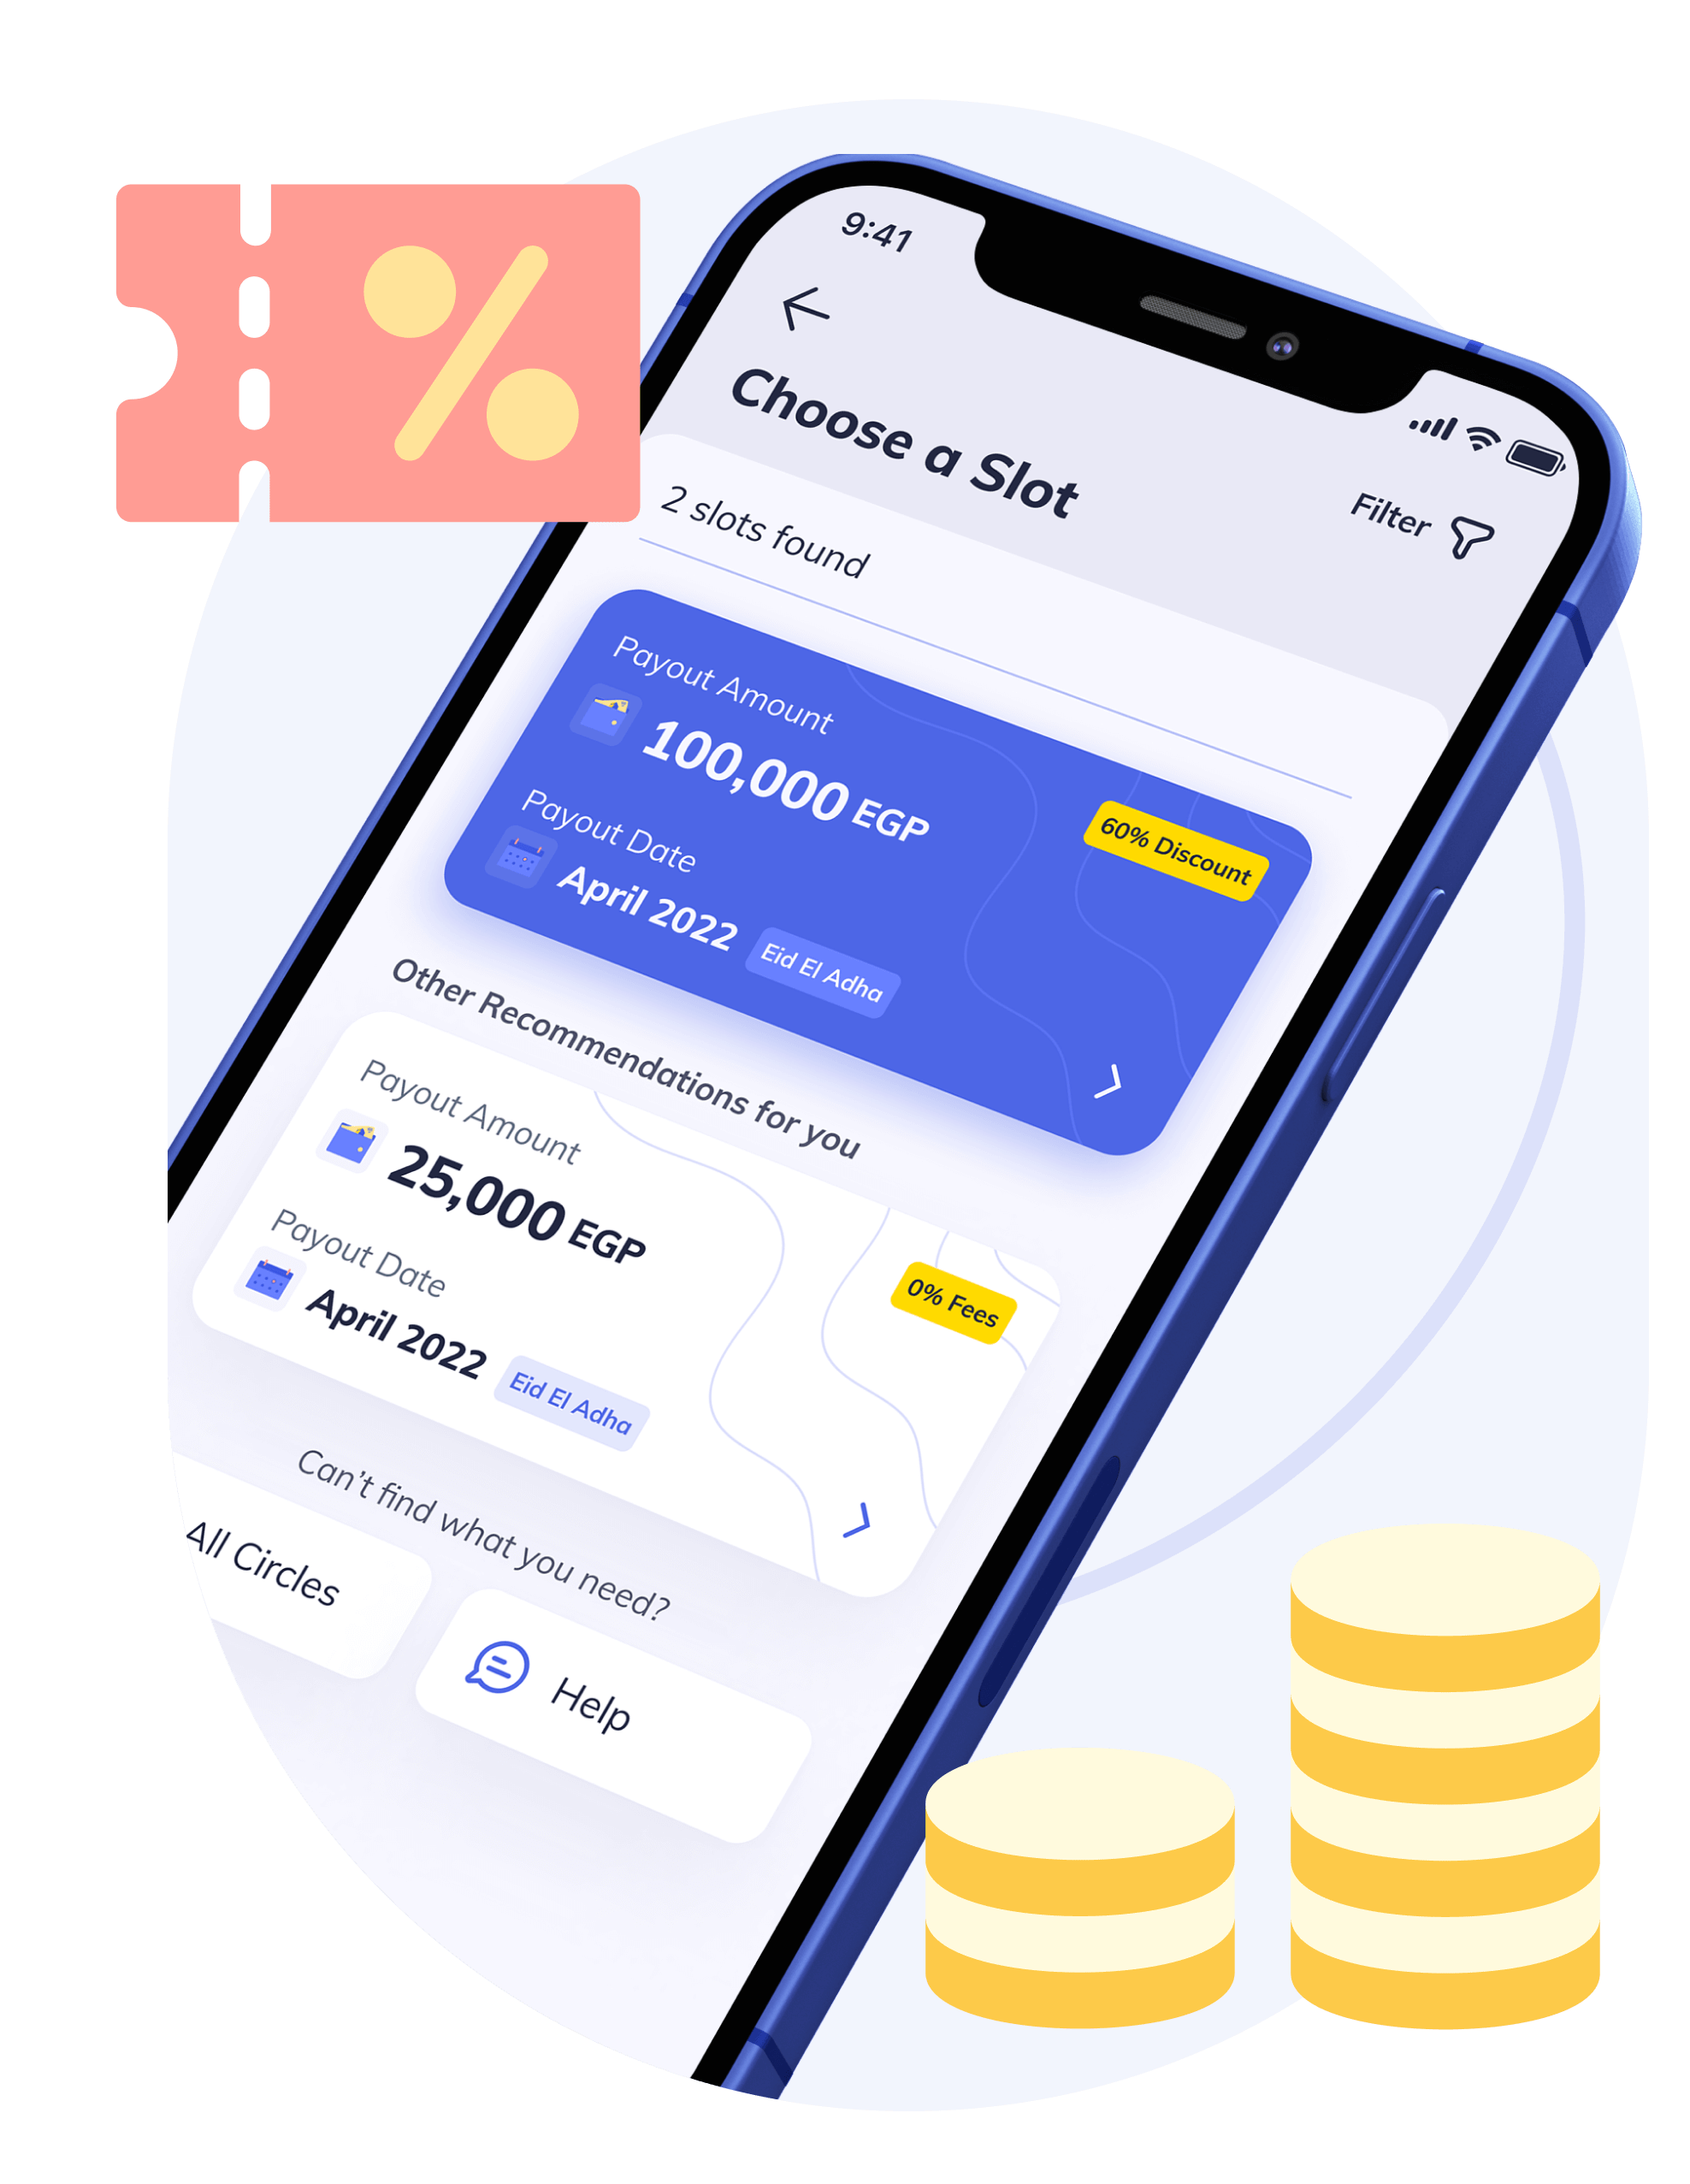 9:41
Choose a Slot
Filter
2 slots found
Payout Amount
100,000 EGP
60% Discount
Payout Date
April 2022
Eid El Adha
Other Recommendations for you
Payout Amount
25,000 EGP
0% Fees
Payout Date
April 2022
Eid El Adha
Can't find what you need?
All Circles
Help
%